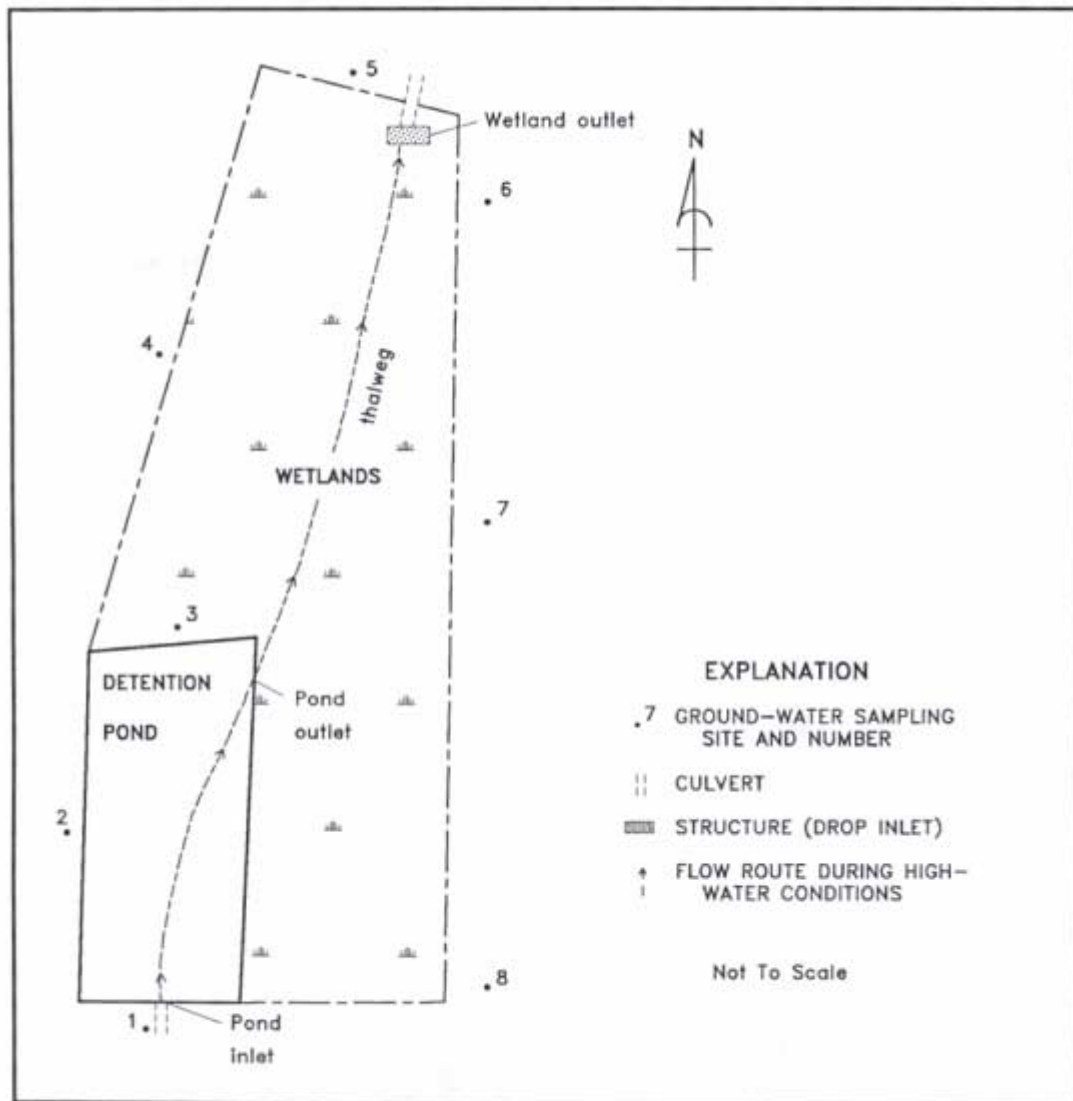 5
Wetland outlet
N
6
4
thalweg
WETLANDS
7
3
DETENTION
POND
Pond
outlet
2
8
1
Pond
inlet
EXPLANATION
7 GROUND-WATER SAMPLING
SITE AND NUMBER
CULVERT
STRUCTURE (DROP INLET)
FLOW ROUTE DURING HIGH-
WATER CONDITIONS
Not To Scale